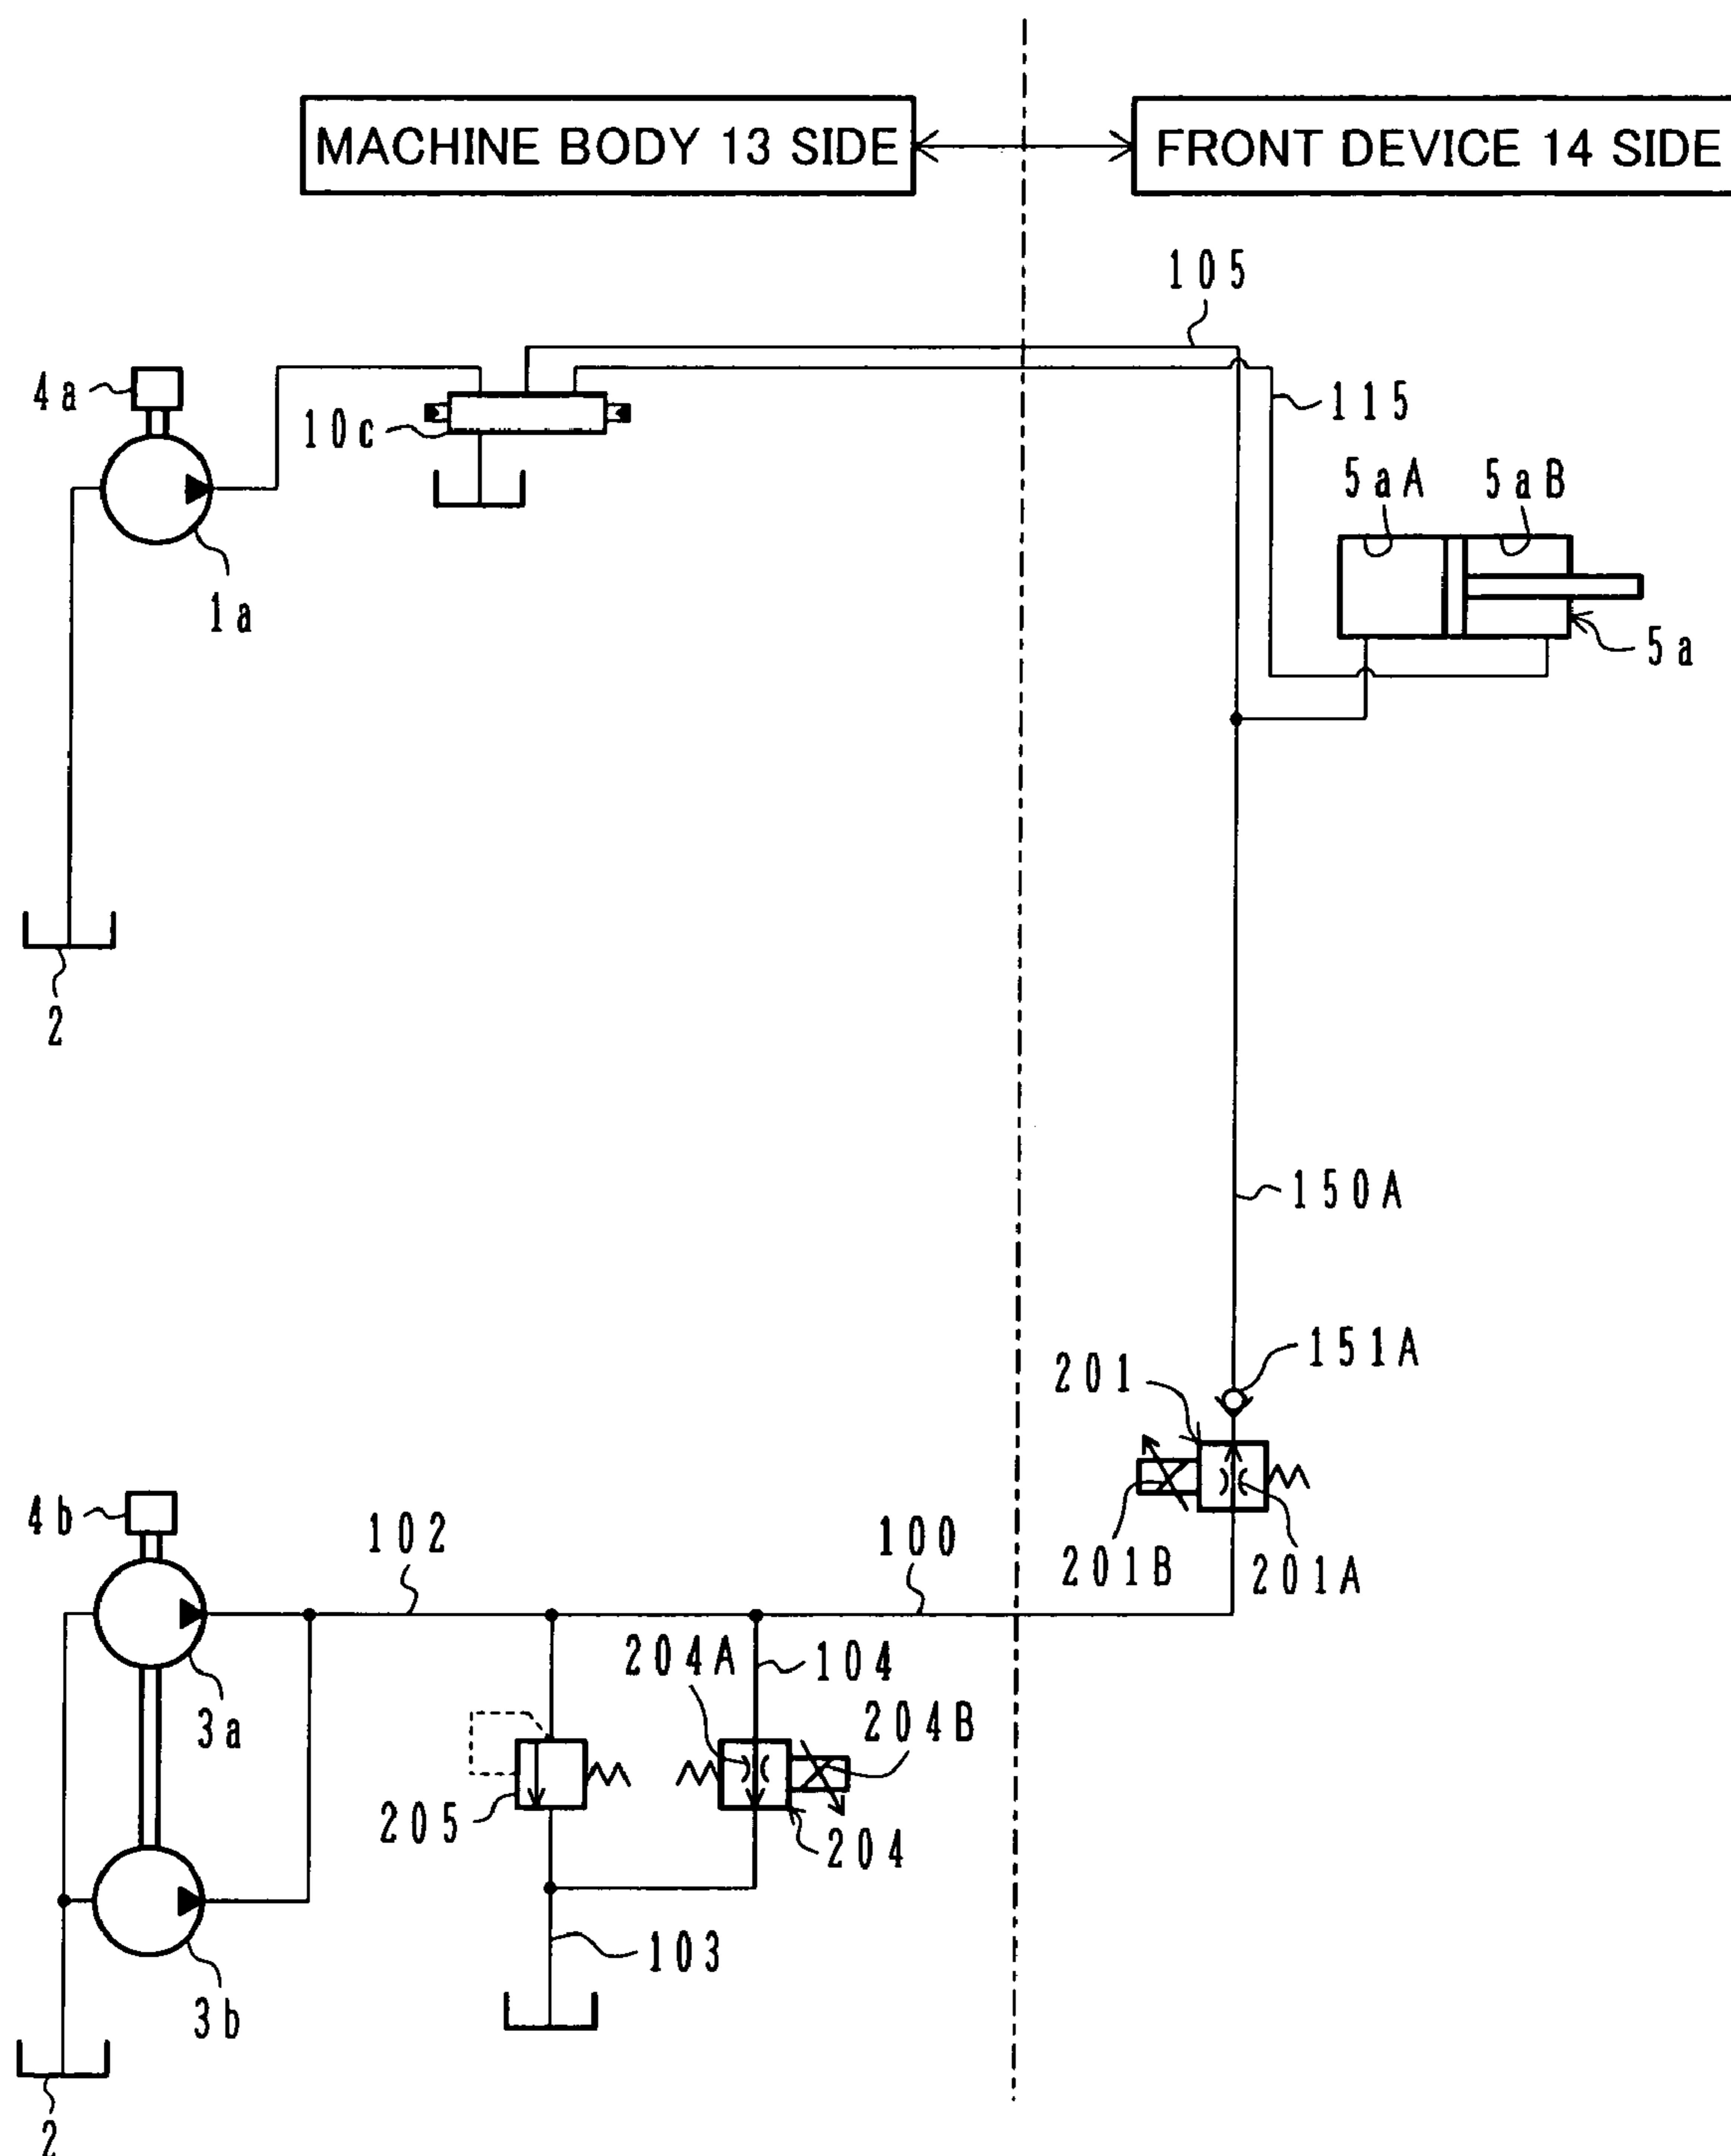 MACHINE BODY 13 SIDE
FRONT DEVICE 14 SIDE
105
4a
10c
115
5aA
5aB
1a
5a
2
150A
151A
201
4b
102
100
201B
201A
204A
104
3a
204B
205
204
103
3b
2